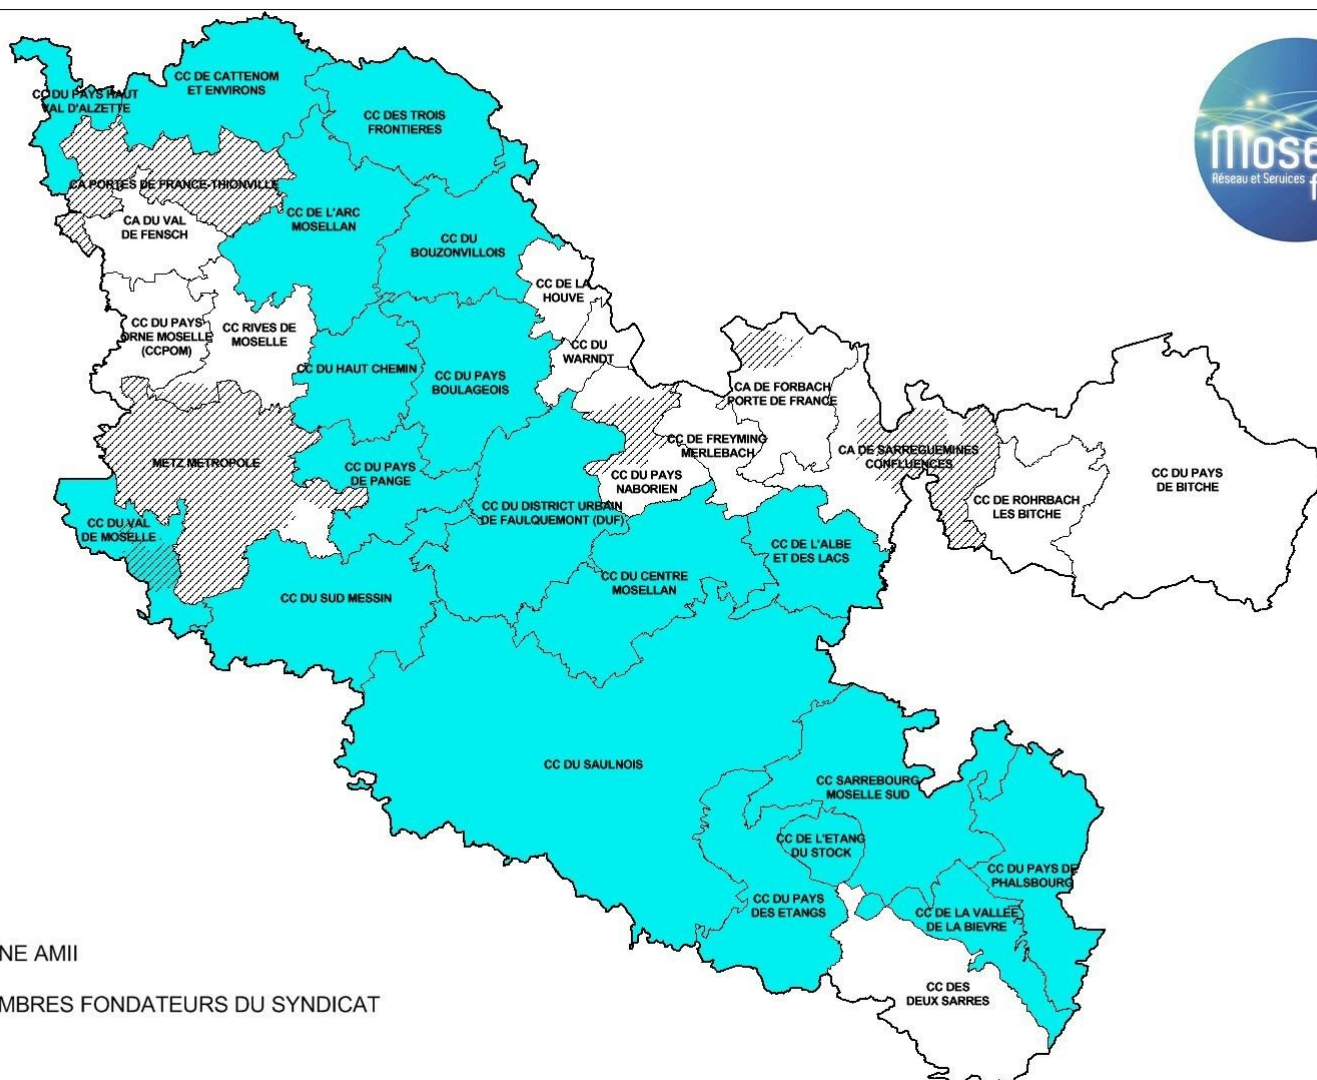 CC DE CATTENOM
ET ENVIRONS
CC DU PAYS HAUT
VAL D'ALZETTE
CC DES TROIS
FRONTIERES
Mose
Réseau et Services
f
CA PORTES DE FRANCE-THIONVILLE
CA DU VAL
DE FENSCH
CC DE L'ARC
MOSELLAN
CC DU
BOUZONVILLOIS
CC DE LA
HOUVE
CC DU PAYS
ORNE MOSELLE
(CCPOM)
CC RIVES DE
MOSELLE
CC DU
WARNDT
CC DU HAUT CHEMIN
CC DU PAYS
BOULAGEOIS
CA DE FORBACH
PORTE DE FRANCE
CC DE FREYMING
MERLEBACH
CA DE SARREGUEMINES
CONFLUENCES
METZ METROPOLE
CC DU PAYS
DE PANGE
CC DU PAYS
NABORIEN
CC DU PAYS
DE BITCHE
CC DE ROHRBACH
LES BITCHE
CC DU DISTRICT URBAIN
DE FAULQUEMONT (DUF)
CC DU VAL
DE MOSELLE
CC DE L'ALBE
ET DES LACS
CC DU CENTRE
MOSELLAN
CC DU SUD MESSIN
CC DU SAULNOIS
CC SARREBOURG
MOSELLE SUD
CC DE L'ETANG
DU STOCK
CC DU PAYS DE
PHALSBOURG
CC DU PAYS
DES ETANGS
CC DE LA VALLEE
DE LA BIEVRE
CC DES
DEUX SARRES
NE AMII
MBRES FONDATEURS DU SYNDICAT